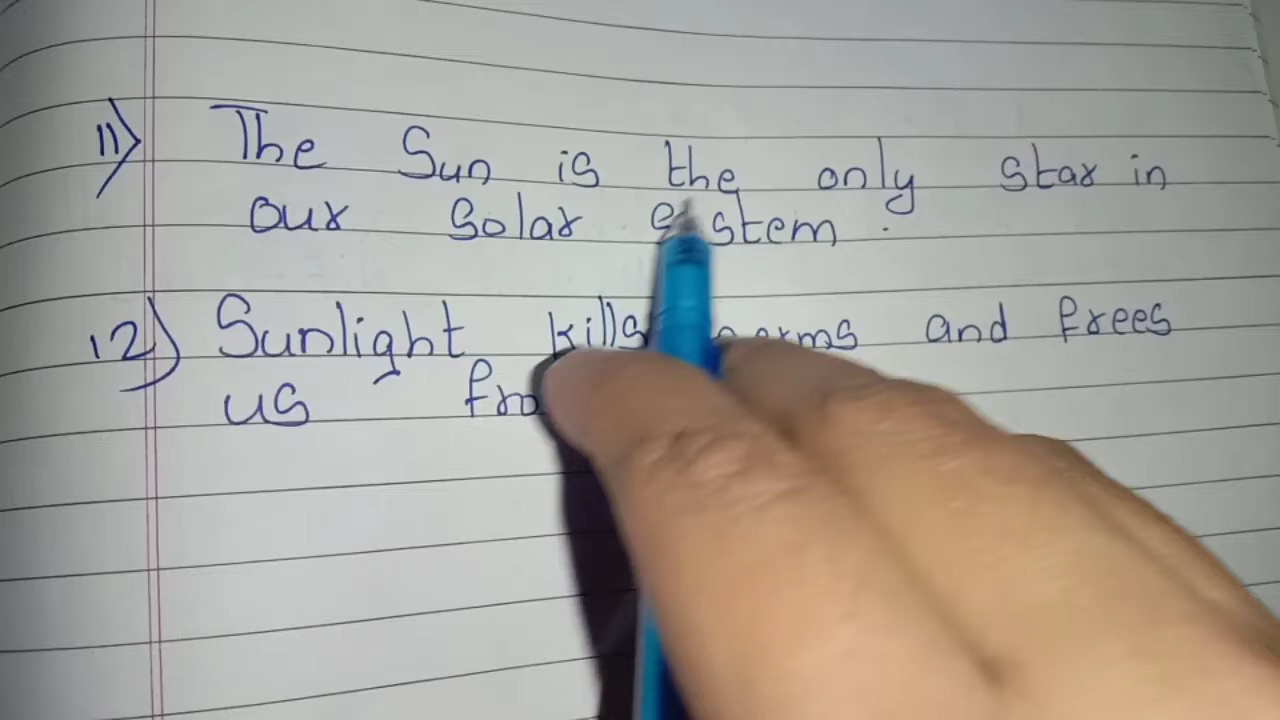 11) The Sun is the only star in
our Solar system .
12) Sunlight kills germs and frees
us